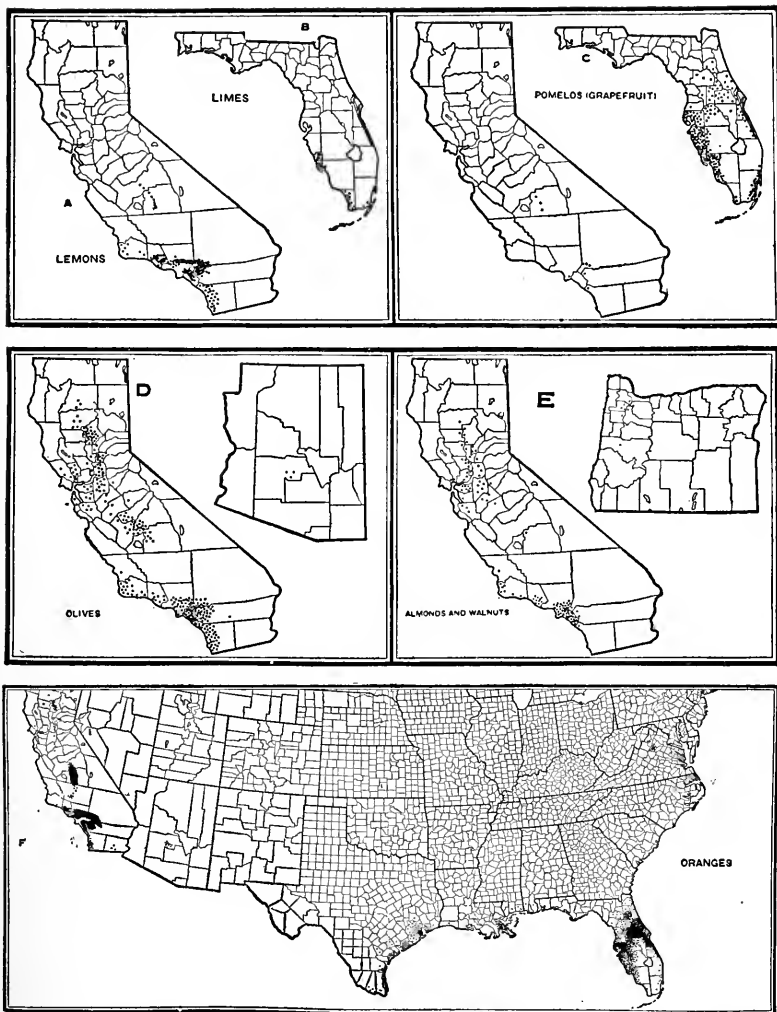 B
LIMES
A
LEMONS
C
POMELOS (GRAPEFRUIT)
D
OLIVES
E
ALMONDS AND WALNUTS
F
ORANGES